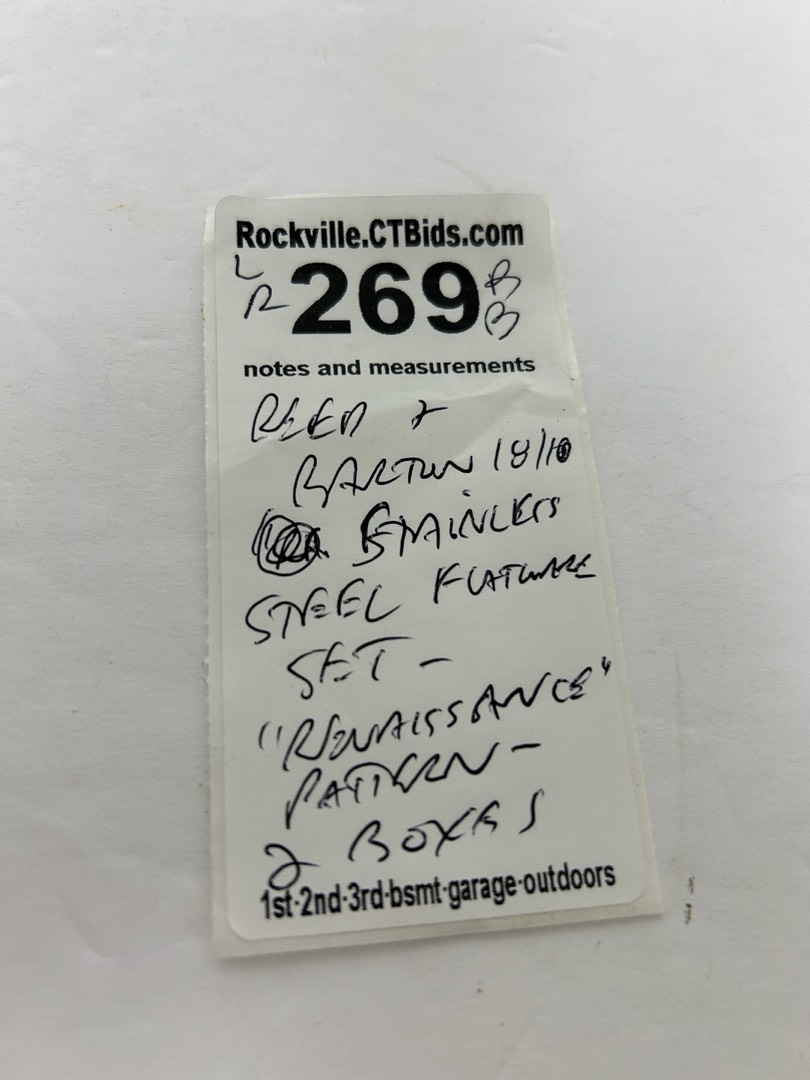 Rockville.CTBids.com
L
R 269 B
B
notes and measurements
REED &
BARTON 18/10
STAINLESS
STEEL FLATWARE
SET -
"RENAISSANCE"
PATTERN -
2 BOXES
1st-2nd-3rd-bsmt-garage-outdoors